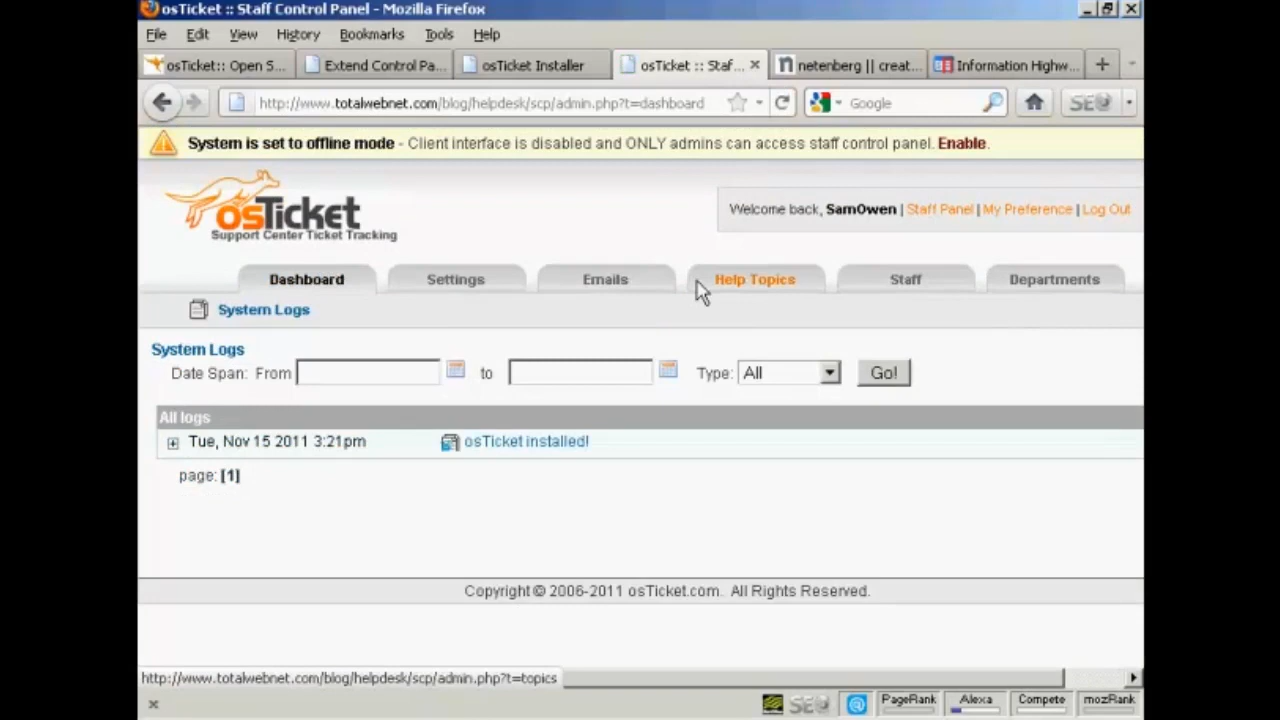 osTicket :: Staff Control Panel - Mozilla Firefox
File Edit View History Bookmarks Tools Help
osTicket:: Open S... Extend Control Pa... osTicket Installer osTicket :: Staf... netenberg || creat... Information Highw...
http://www.totalwebnet.com/blog/helpdesk/scp/admin.php?t=dashboard Google SEO
System is set to offline mode - Client interface is disabled and ONLY admins can access staff control panel. Enable.
osTicket
Support Center Ticket Tracking
Welcome back, SamOwen | Staff Panel | My Preference | Log Out
Dashboard Settings Emails Help Topics Staff Departments
System Logs
System Logs
Date Span: From to Type: All Go!
All logs
Tue, Nov 15 2011 3:21pm osTicket installed!
page: [1]
Copyright © 2006-2011 osTicket.com. All Rights Reserved.
http://www.totalwebnet.com/blog/helpdesk/scp/admin.php?t=topics
SEO @ PageRank Alexa Compete mozRank